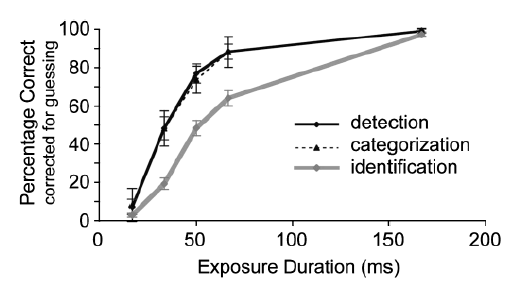 Percentage Correct
corrected for guessing
100
80
60
40
20
0
detection
categorization
identification
0
50
100
150
200
Exposure Duration (ms)